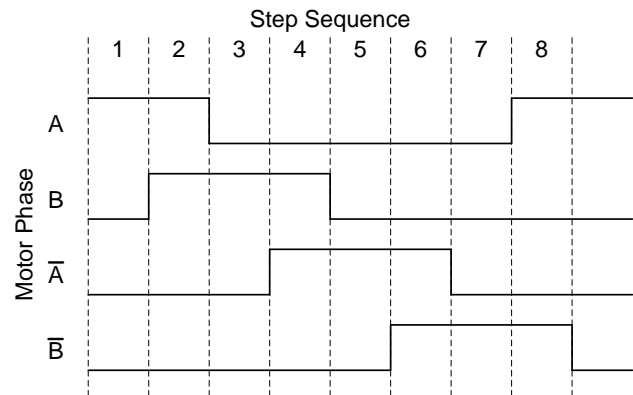 Step Sequence
1 2 3 4 5 6 7 8
Motor Phase
A
B
A̅
B̅